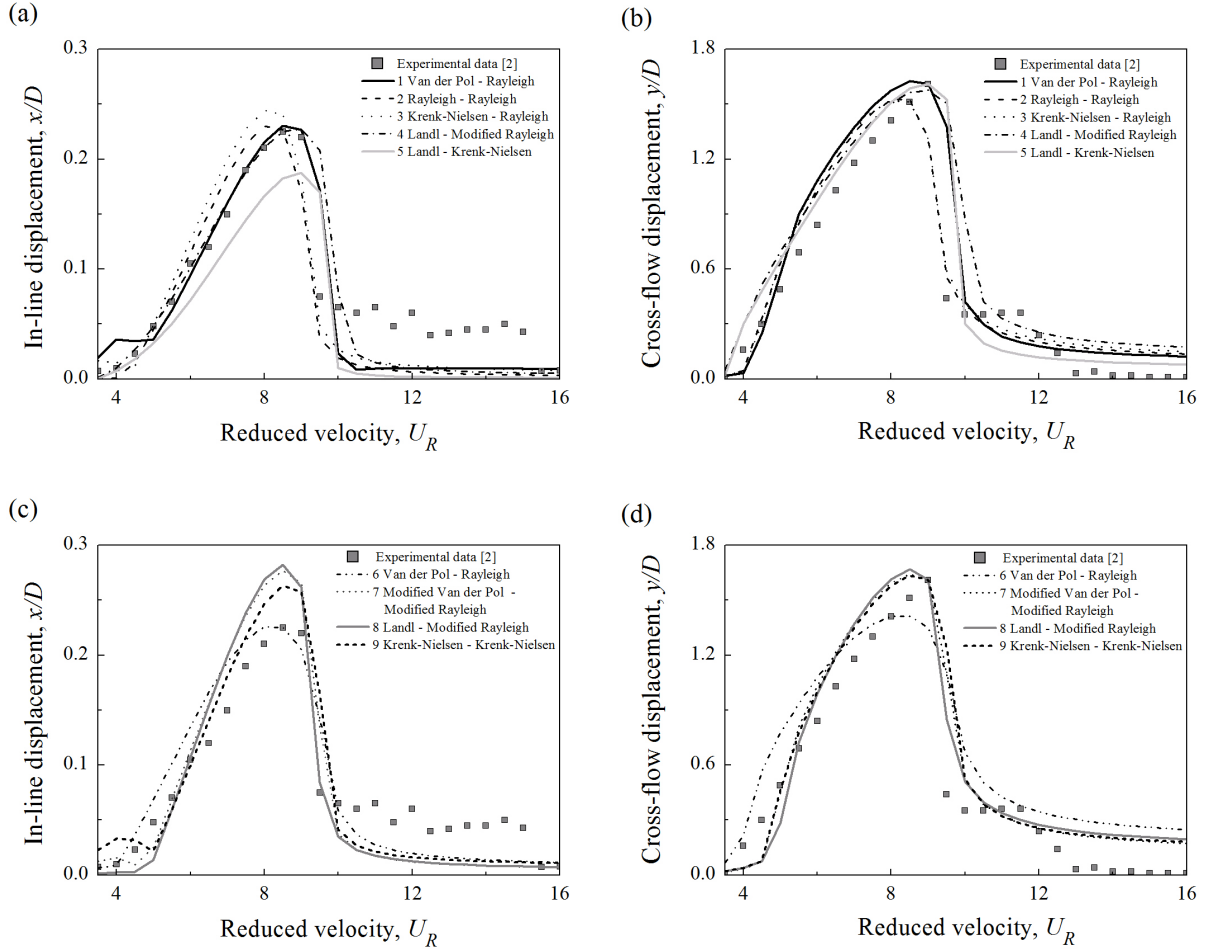 (a)
0.3
0.2
0.1
0.0
In-line displacement, x/D
Experimental data [2]
1 Van der Pol - Rayleigh
2 Rayleigh - Rayleigh
3 Krenk-Nielsen - Rayleigh
4 Landl - Modified Rayleigh
5 Landl - Krenk-Nielsen
4 8 12 16
Reduced velocity, U_R
(b)
1.8
1.2
0.6
0.0
Cross-flow displacement, y/D
Experimental data [2]
1 Van der Pol - Rayleigh
2 Rayleigh - Rayleigh
3 Krenk-Nielsen - Rayleigh
4 Landl - Modified Rayleigh
5 Landl - Krenk-Nielsen
4 6 8 10 12 14 16
Reduced velocity, U_R
(c)
0.3
0.2
0.1
0.0
In-line displacement, x/D
Experimental data [2]
6 Van der Pol - Rayleigh
7 Modified Van der Pol -
- Modified Rayleigh
8 Landl - Modified Rayleigh
9 Krenk-Nielsen - Krenk-Nielsen
4 8 12 16
Reduced velocity, U_R
(d)
1.8
1.2
0.6
0.0
Cross-flow displacement, y/D
Experimental data [2]
6 Van der Pol - Rayleigh
7 Modified Van der Pol -
- Modified Rayleigh
8 Landl - Modified Rayleigh
9 Krenk-Nielsen - Krenk-Nielsen
4 6 8 10 12 14 16
Reduced velocity, U_R